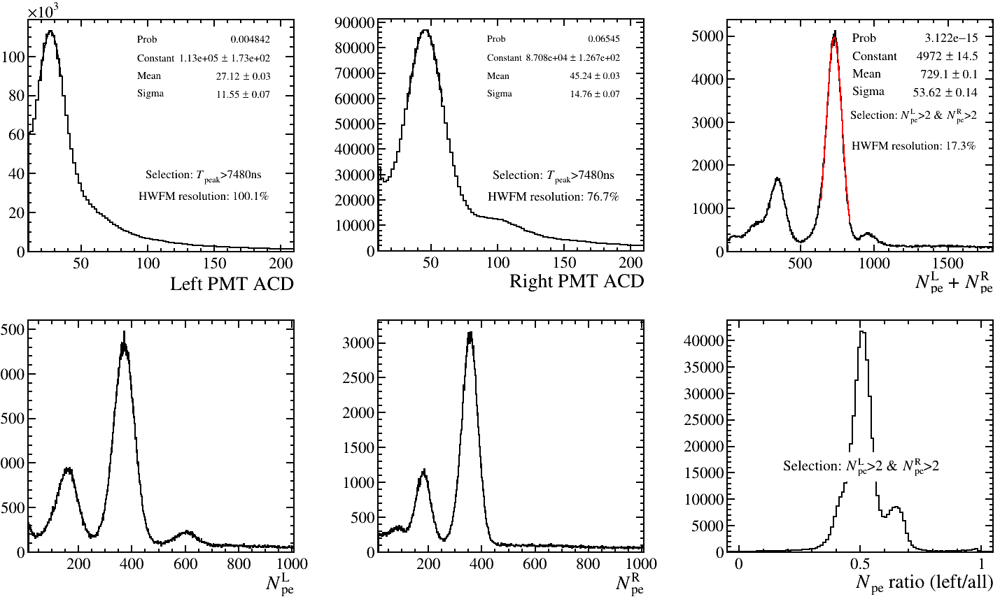 ×10³
100
80
60
40
20
0
50 100 150 200
Left PMT ACD
Prob 0.004842
Constant 1.13e+05 ± 1.73e+02
Mean 27.12 ± 0.03
Sigma 11.55 ± 0.07
Selection: T_peak>7480ns
HWFM resolution: 100.1%
90000
80000
70000
60000
50000
40000
30000
20000
10000
0
50 100 150 200
Right PMT ACD
Prob 0.06545
Constant 8.708e+04 ± 1.267e+02
Mean 45.24 ± 0.03
Sigma 14.76 ± 0.07
Selection: T_peak>7480ns
HWFM resolution: 76.7%
5000
4000
3000
2000
1000
0
500 1000 1500
N_pe^L + N_pe^R
Prob 3.122e−15
Constant 4972 ± 14.5
Mean 729.1 ± 0.1
Sigma 53.62 ± 0.14
Selection: N_pe^L>2 & N_pe^R>2
HWFM resolution: 17.3%
500
000
500
000
500
0
200 400 600 800 1000
N_pe^L
3000
2500
2000
1500
1000
500
0
200 400 600 800 1000
N_pe^R
40000
35000
30000
25000
20000
15000
10000
5000
0
0 0.5 1
N_pe ratio (left/all)
Selection: N_pe^L>2 & N_pe^R>2